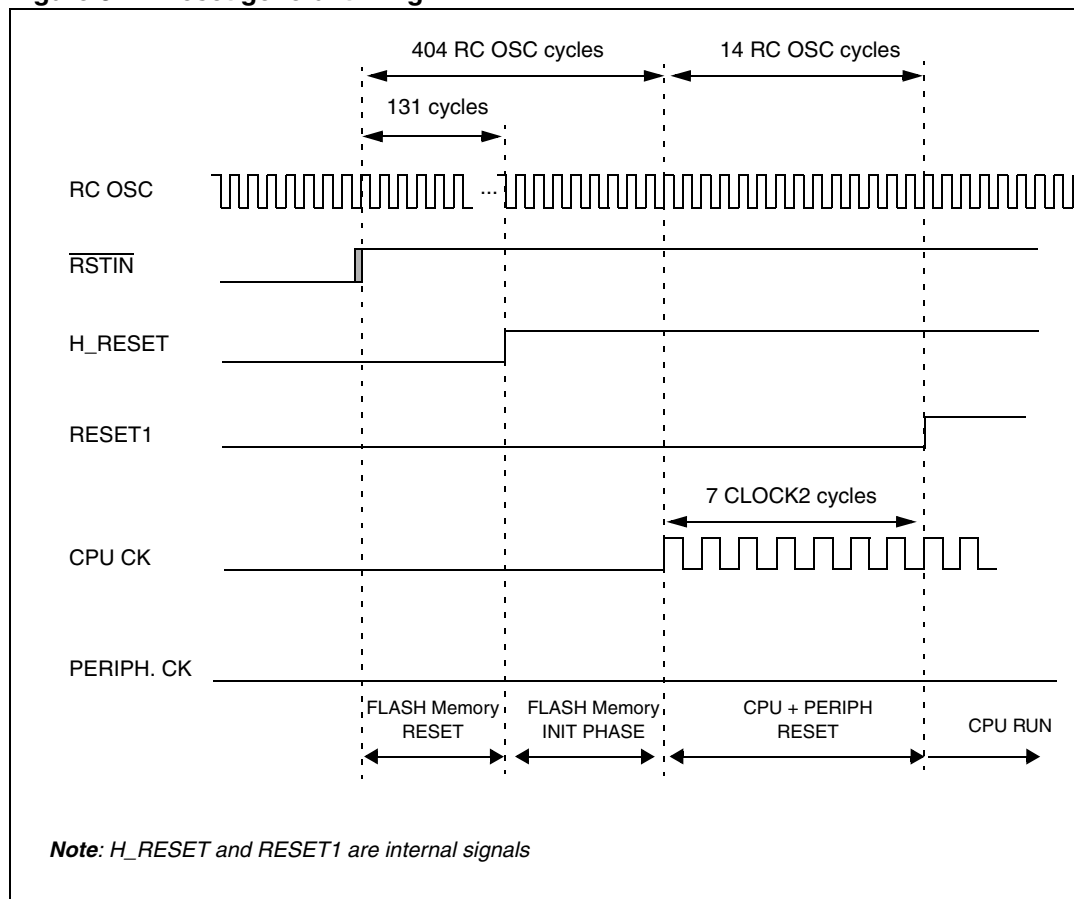 404 RC OSC cycles
14 RC OSC cycles
131 cycles
RC OSC
...
RSTIN
H_RESET
RESET1
7 CLOCK2 cycles
CPU CK
PERIPH. CK
FLASH Memory
RESET
FLASH Memory
INIT PHASE
CPU + PERIPH
RESET
CPU RUN
Note: H_RESET and RESET1 are internal signals